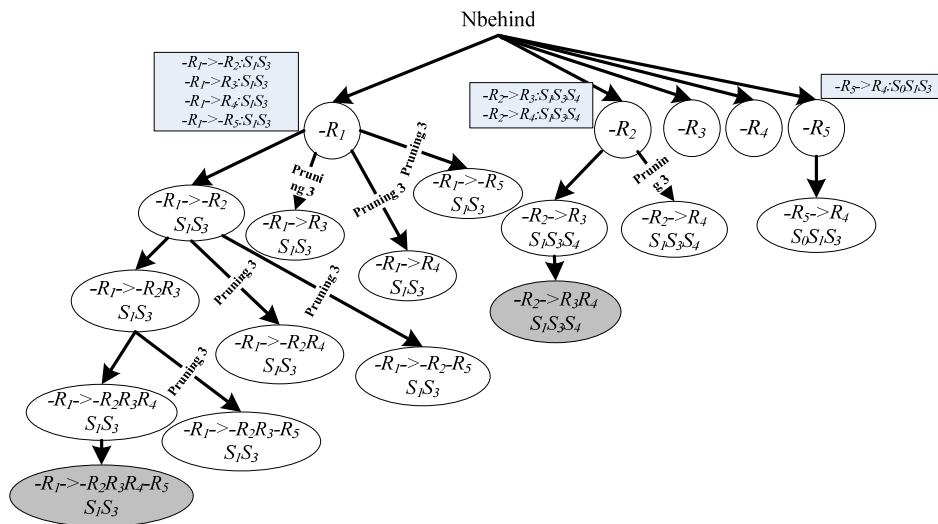 Nbehind
-R₁->-R₂:S₁S₃
-R₁->R₃:S₁S₃
-R₁->R₄:S₁S₃
-R₁->-R₅:S₁S₃
-R₂->R₃:S₁S₃S₄
-R₂->R₄:S₁S₃S₄
-R₅->R₄:S₀S₁S₃
-R₁
-R₂
-R₃
-R₄
-R₅
Pruni
ng 3
Pruning 3
Pruning 3
Prunin
g 3
-R₁->-R₂
S₁S₃
-R₁->R₃
S₁S₃
-R₁->R₄
S₁S₃
-R₁->-R₅
S₁S₃
-R₂->R₃
S₁S₃S₄
-R₂->R₄
S₁S₃S₄
-R₅->R₄
S₀S₁S₃
Pruning 3
Pruning 3
-R₁->-R₂R₃
S₁S₃
-R₁->-R₂R₄
S₁S₃
-R₁->-R₂-R₅
S₁S₃
-R₂->R₃R₄
S₁S₃S₄
Pruning 3
-R₁->-R₂R₃R₄
S₁S₃
-R₁->-R₂R₃-R₅
S₁S₃
-R₁->-R₂R₃R₄-R₅
S₁S₃